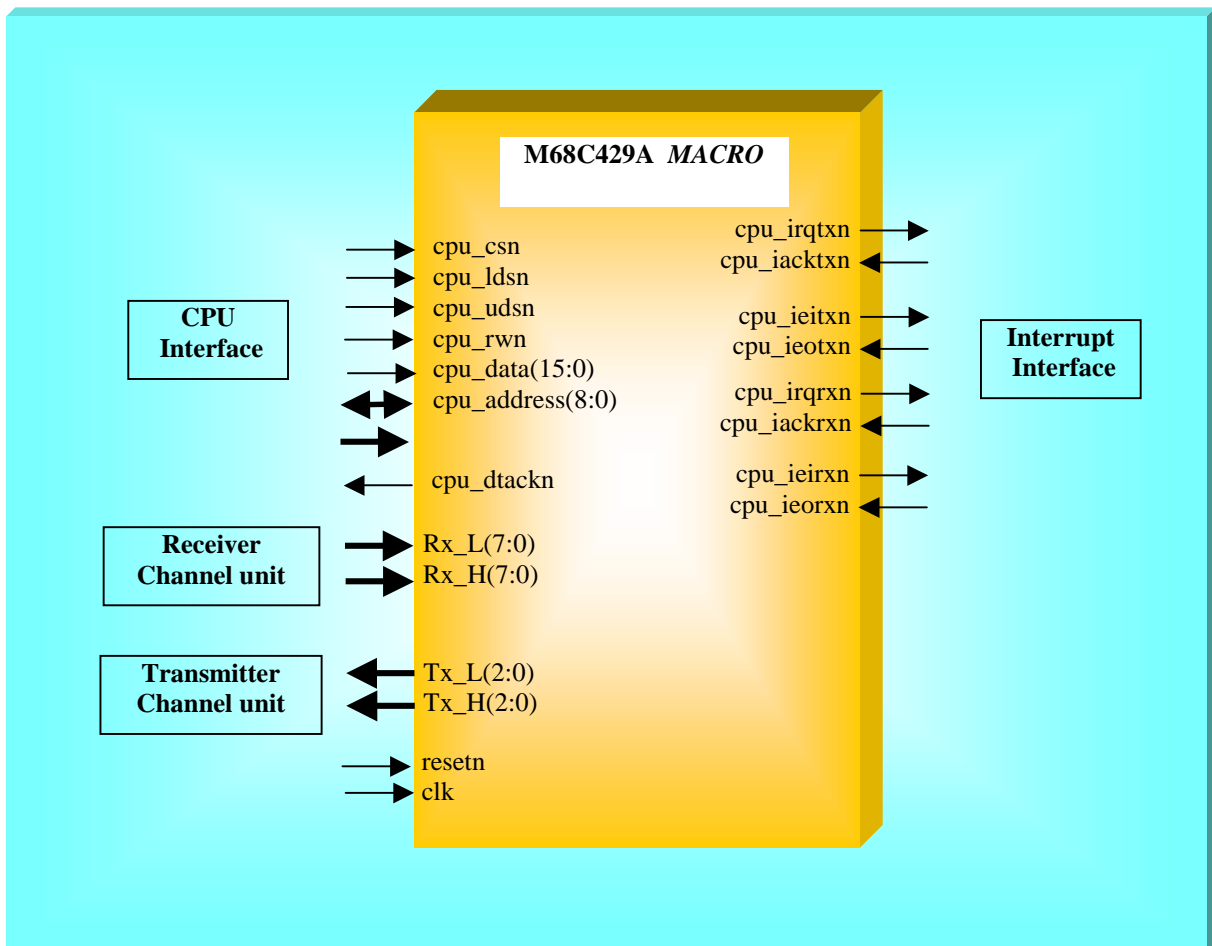 M68C429A MACRO
CPU
Interface
cpu_csn
cpu_ldsn
cpu_udsn
cpu_rwn
cpu_data(15:0)
cpu_address(8:0)
cpu_dtackn
Receiver
Channel unit
Rx_L(7:0)
Rx_H(7:0)
Transmitter
Channel unit
Tx_L(2:0)
Tx_H(2:0)
resetn
clk
cpu_irqtxn
cpu_iacktxn
cpu_ieitxn
cpu_ieotxn
cpu_irqrxn
cpu_iackrxn
cpu_ieirxn
cpu_ieorxn
Interrupt
Interface